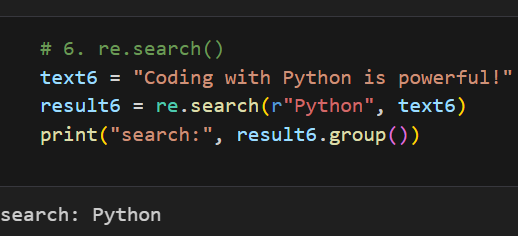 # 6. re.search()
text6 = "Coding with Python is powerful!"
result6 = re.search(r"Python", text6)
print("search:", result6.group())
search: Python